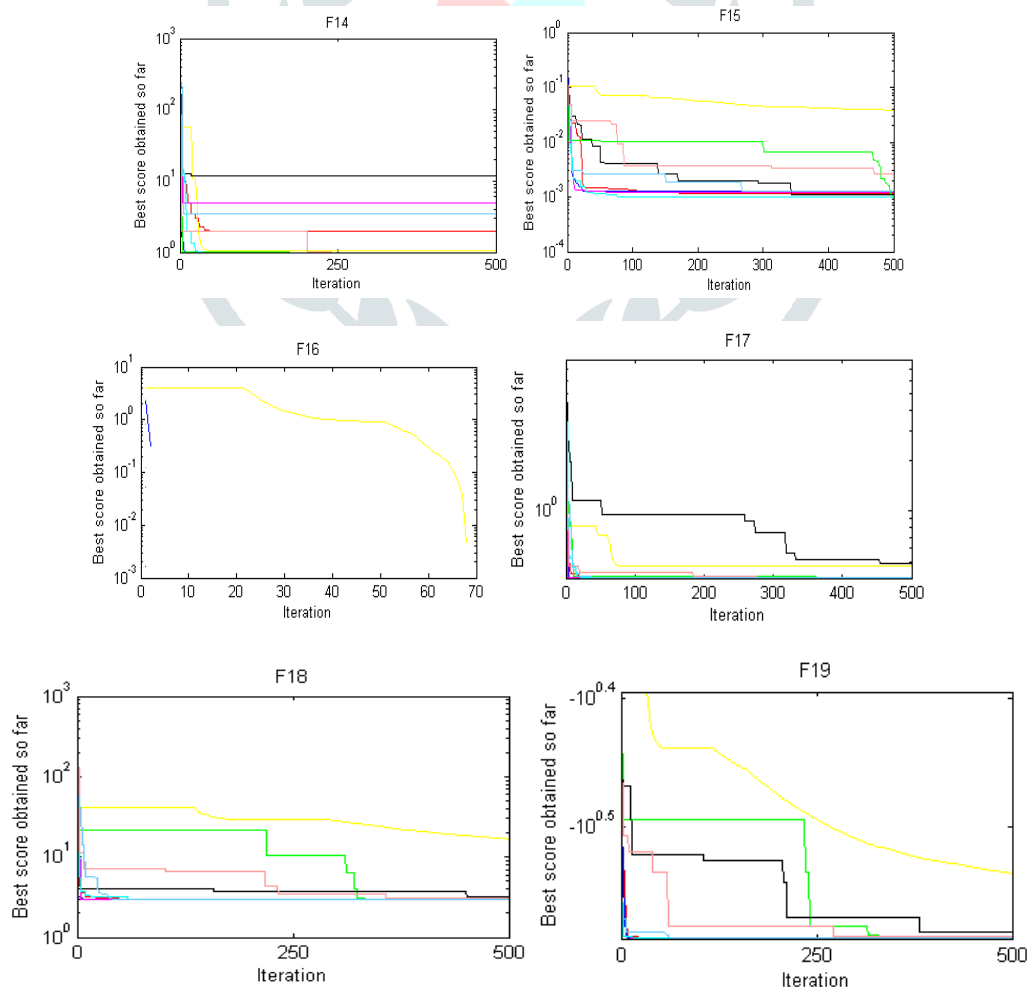 F14
10^3
10^2
10^1
10^0
0
250
500
Best score obtained so far
Iteration
F15
10^0
10^-1
10^-2
10^-3
10^-4
0
100
200
300
400
500
Best score obtained so far
Iteration
F16
10^1
10^0
10^-1
10^-2
10^-3
0
10
20
30
40
50
60
70
Best score obtained so far
Iteration
F17
10^0
0
100
200
300
400
500
Best score obtained so far
Iteration
F18
10^3
10^2
10^1
10^0
0
250
500
Best score obtained so far
Iteration
F19
-10^0.4
-10^0.5
0
250
500
Best score obtained so far
Iteration